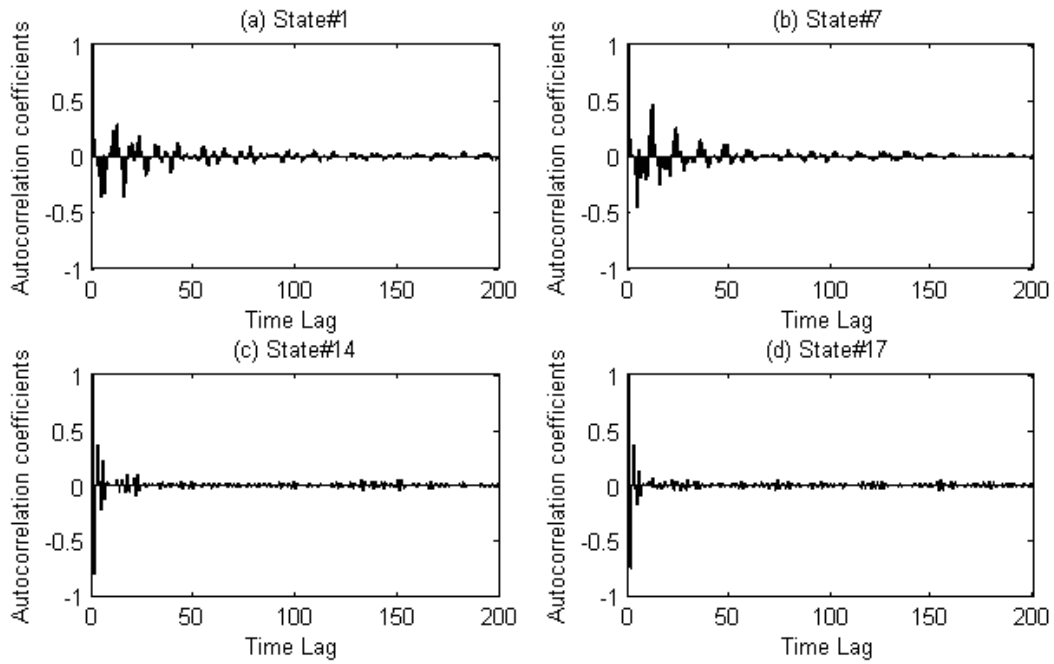 (a) State#1
Autocorrelation coefficients
1
0.5
0
-0.5
-1
0 50 100 150 200
Time Lag
(b) State#7
Autocorrelation coefficients
1
0.5
0
-0.5
-1
0 50 100 150 200
Time Lag
(c) State#14
Autocorrelation coefficients
1
0.5
0
-0.5
-1
0 50 100 150 200
Time Lag
(d) State#17
Autocorrelation coefficients
1
0.5
0
-0.5
-1
0 50 100 150 200
Time Lag